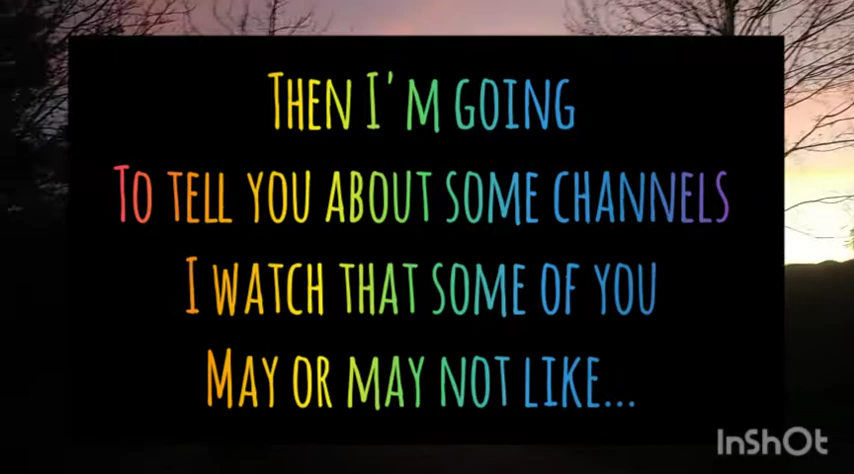 Then I'm going
To tell you about some channels
I watch that some of you
May or may not like...
InShOt